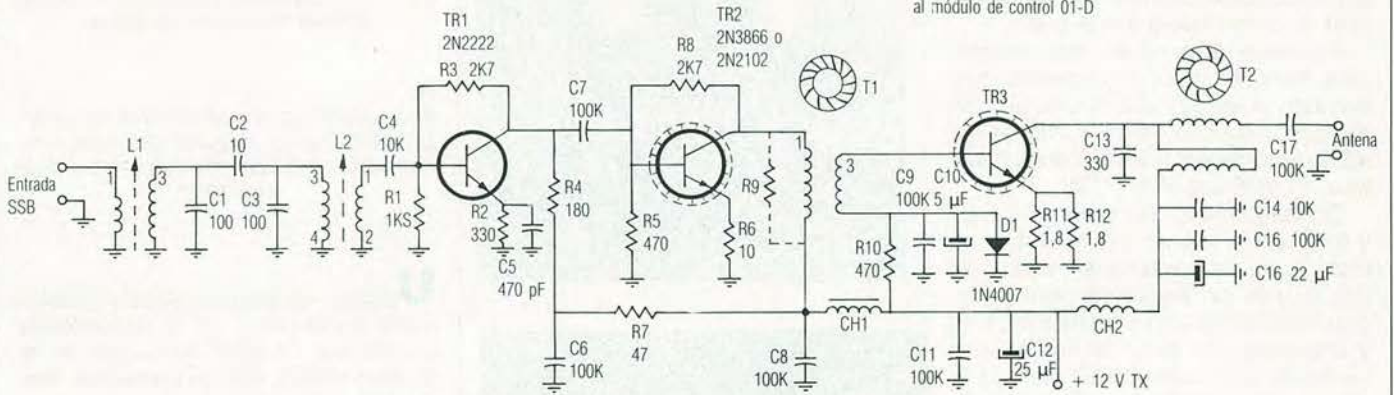 al módulo de control 01-D
TR1
2N2222
R3 2K7
TR2
2N3866 o
2N2102
R8
2K7
T1
TR3
T2
C7
100K
Entrada
SSB
L1
1
3
C2
10
C1
100
C3
100
3
4
L2
1
2
C4
10K
R1
1KS
R2
330
C5
470 pF
R4
180
R5
470
R6
10
R9
1
3
C9
100K
C10
5 µF
R10
470
D1
1N4007
R11
1,8
R12
1,8
C13
330
C17
100K
Antena
C14 10K
C16 100K
C16 22 µF
C6
100K
R7
47
C8
100K
CH1
C11
100K
C12
25 µF
+ 12 V TX
CH2